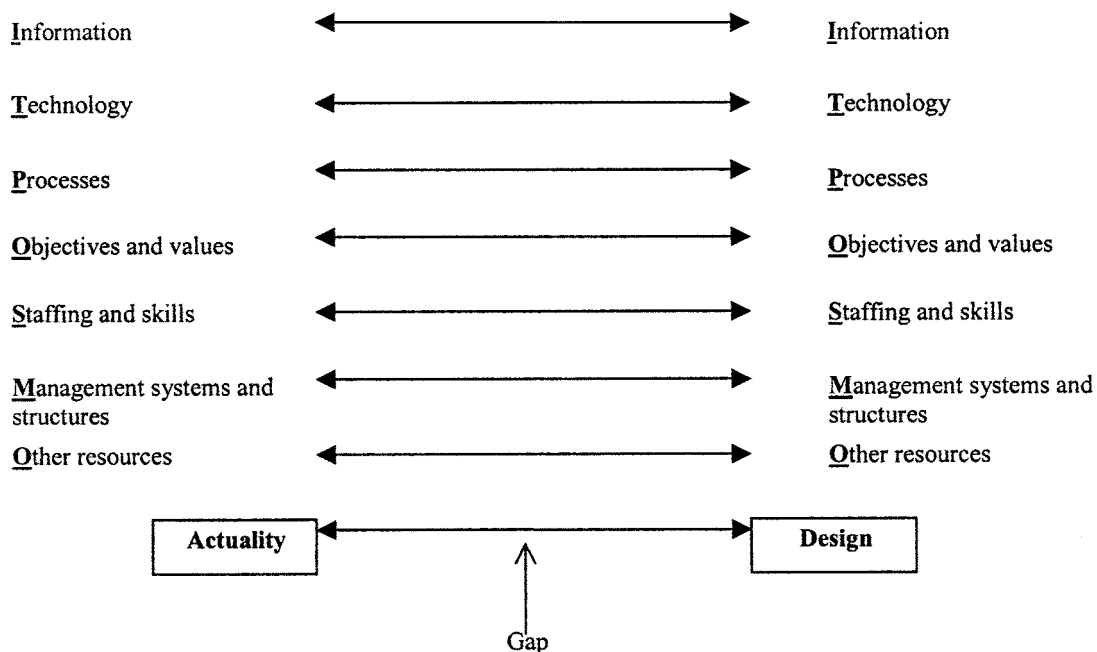 Information Information
Technology Technology
Processes Processes
Objectives and values Objectives and values
Staffing and skills Staffing and skills
Management systems and Management systems and
structures structures
Other resources Other resources
Actuality Design
Gap